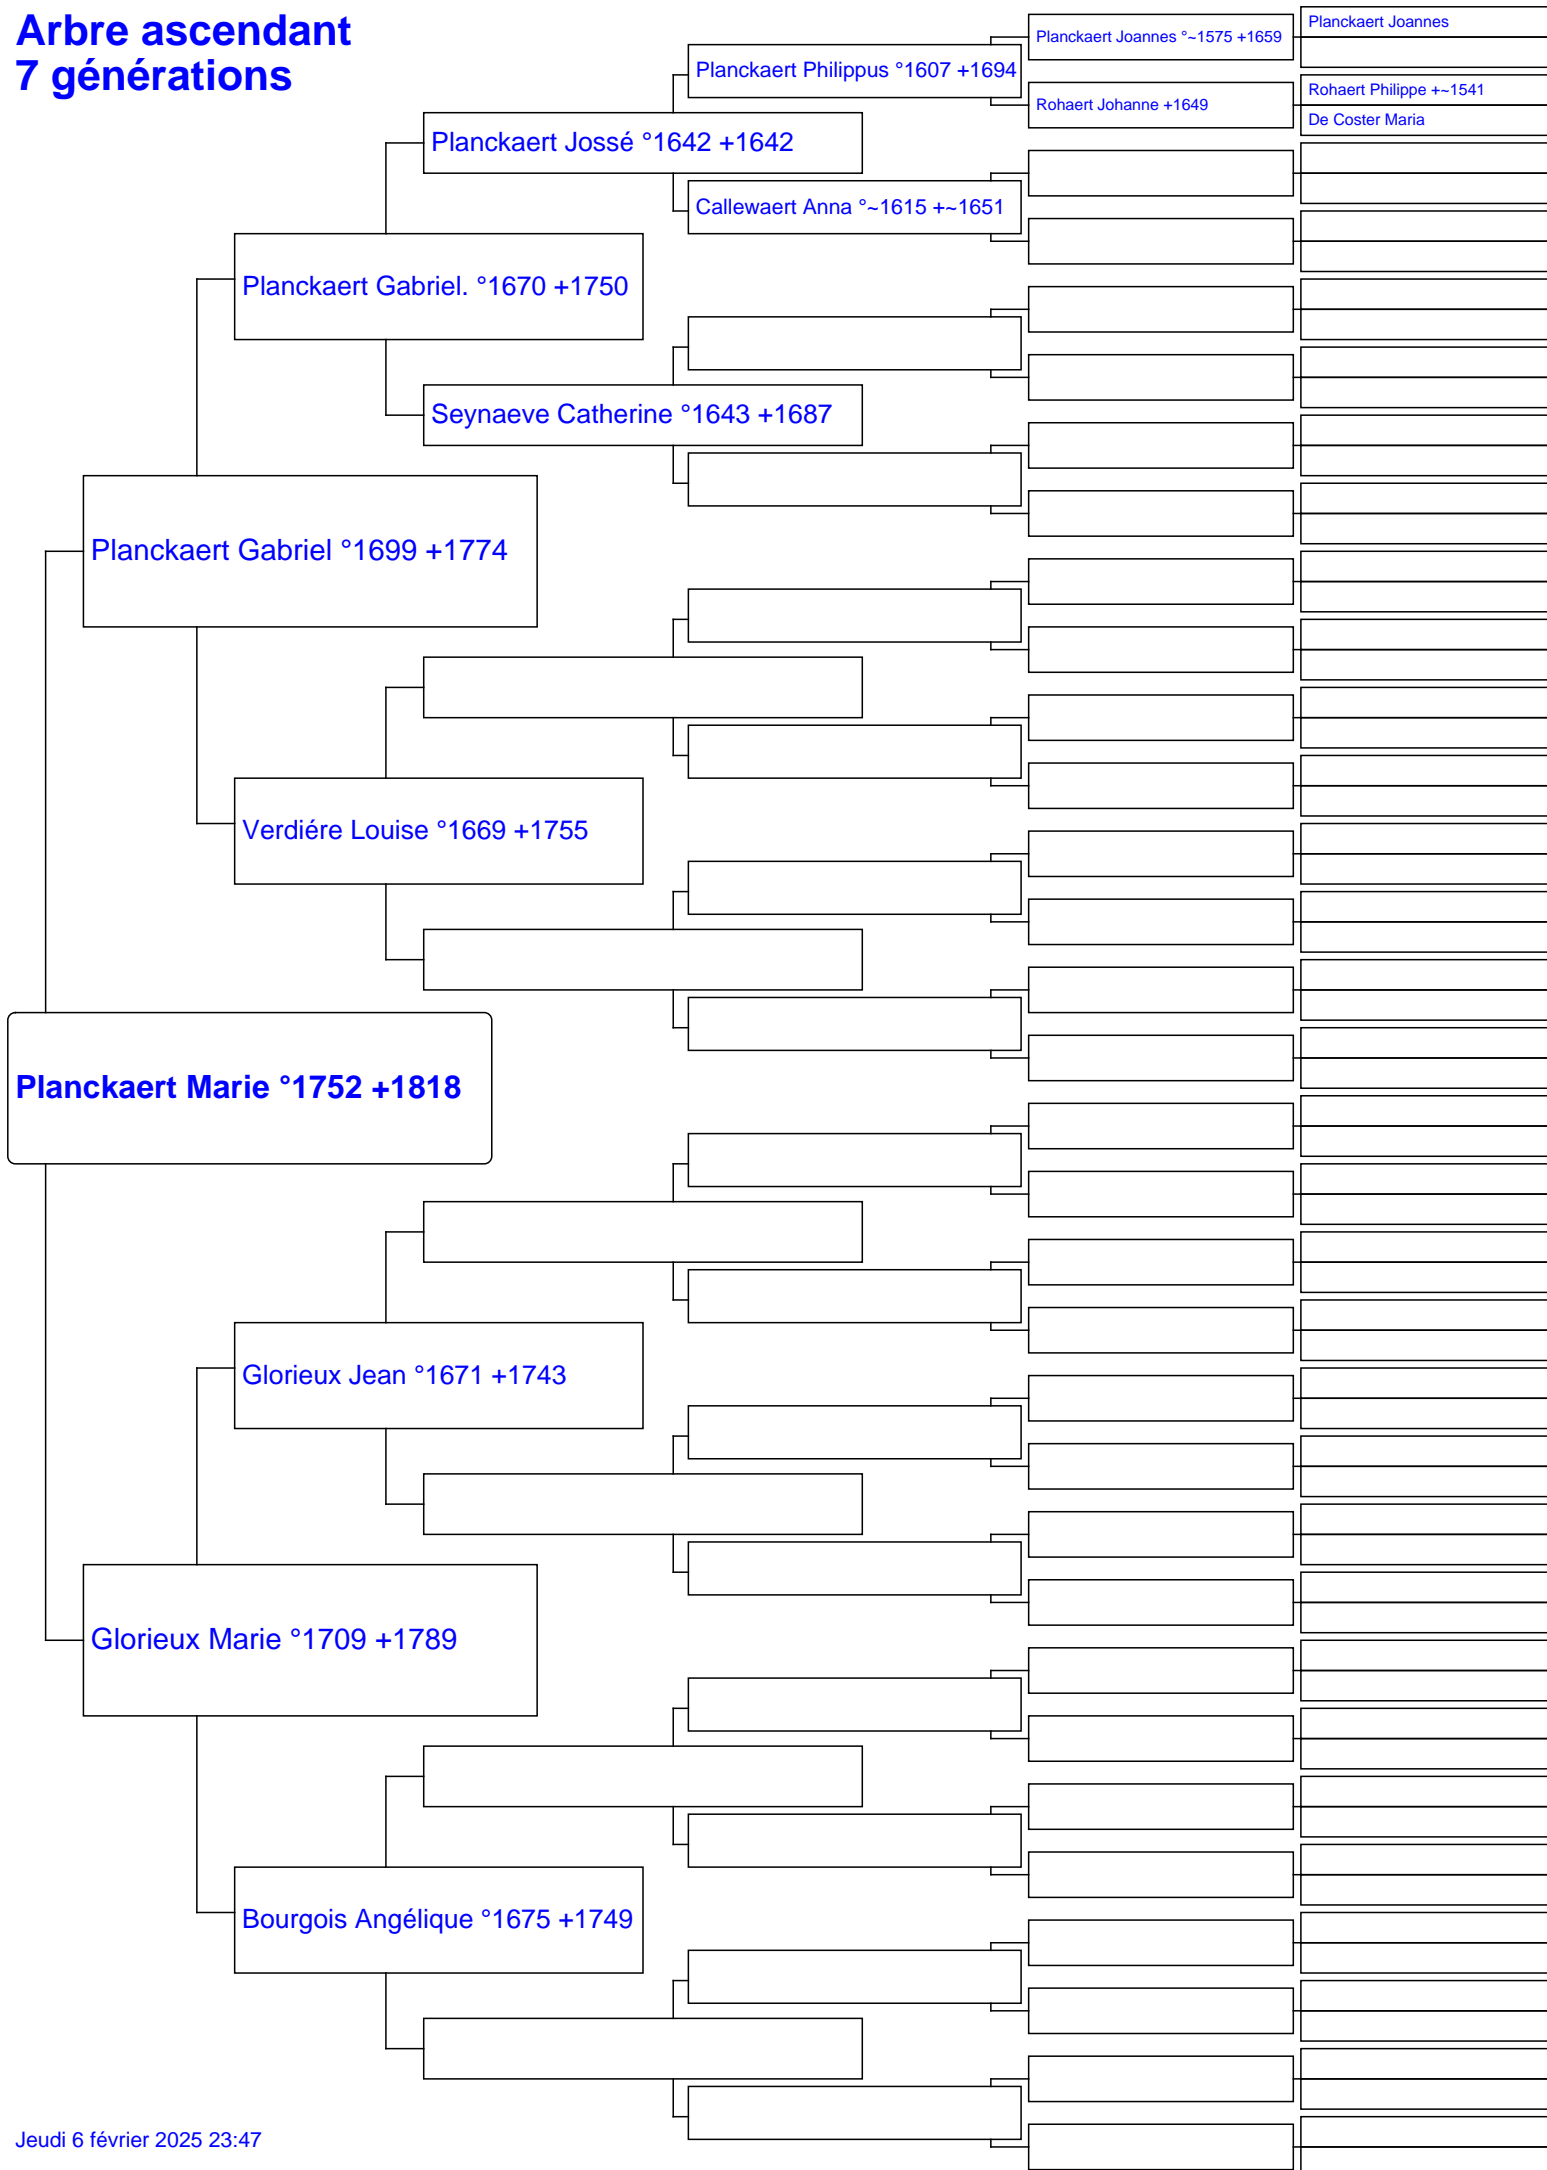 Arbre ascendant
7 générations
Planckaert Joannes
Planckaert Joannes °~1575 +1659
Planckaert Philippus °1607 +1694
Rohaert Philippe +~1541
Rohaert Johanne +1649
De Coster Maria
Planckaert Jossé °1642 +1642
Callewaert Anna °~1615 +~1651
Planckaert Gabriel. °1670 +1750
Seynaeve Catherine °1643 +1687
Planckaert Gabriel °1699 +1774
Verdiére Louise °1669 +1755
Planckaert Marie °1752 +1818
Glorieux Jean °1671 +1743
Glorieux Marie °1709 +1789
Bourgois Angélique °1675 +1749
Jeudi 6 février 2025 23:47